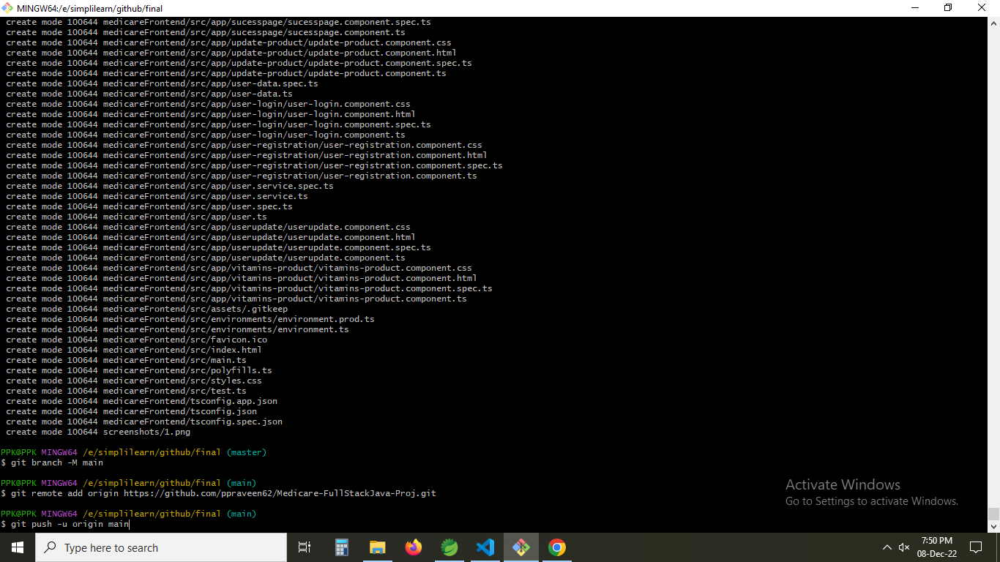 MINGW64:/e/simplilearn/github/final
create mode 100644 medicareFrontend/src/app/sucesspage/sucesspage.component.spec.ts
create mode 100644 medicareFrontend/src/app/sucesspage/sucesspage.component.ts
create mode 100644 medicareFrontend/src/app/update-product/update-product.component.css
create mode 100644 medicareFrontend/src/app/update-product/update-product.component.html
create mode 100644 medicareFrontend/src/app/update-product/update-product.component.spec.ts
create mode 100644 medicareFrontend/src/app/update-product/update-product.component.ts
create mode 100644 medicareFrontend/src/app/user-data.spec.ts
create mode 100644 medicareFrontend/src/app/user-data.ts
create mode 100644 medicareFrontend/src/app/user-login/user-login.component.css
create mode 100644 medicareFrontend/src/app/user-login/user-login.component.html
create mode 100644 medicareFrontend/src/app/user-login/user-login.component.spec.ts
create mode 100644 medicareFrontend/src/app/user-login/user-login.component.ts
create mode 100644 medicareFrontend/src/app/user-registration/user-registration.component.css
create mode 100644 medicareFrontend/src/app/user-registration/user-registration.component.html
create mode 100644 medicareFrontend/src/app/user-registration/user-registration.component.spec.ts
create mode 100644 medicareFrontend/src/app/user-registration/user-registration.component.ts
create mode 100644 medicareFrontend/src/app/user.service.spec.ts
create mode 100644 medicareFrontend/src/app/user.service.ts
create mode 100644 medicareFrontend/src/app/user.spec.ts
create mode 100644 medicareFrontend/src/app/user.ts
create mode 100644 medicareFrontend/src/app/userupdate/userupdate.component.css
create mode 100644 medicareFrontend/src/app/userupdate/userupdate.component.html
create mode 100644 medicareFrontend/src/app/userupdate/userupdate.component.spec.ts
create mode 100644 medicareFrontend/src/app/userupdate/userupdate.component.ts
create mode 100644 medicareFrontend/src/app/vitamins-product/vitamins-product.component.css
create mode 100644 medicareFrontend/src/app/vitamins-product/vitamins-product.component.html
create mode 100644 medicareFrontend/src/app/vitamins-product/vitamins-product.component.spec.ts
create mode 100644 medicareFrontend/src/app/vitamins-product/vitamins-product.component.ts
create mode 100644 medicareFrontend/src/assets/.gitkeep
create mode 100644 medicareFrontend/src/environments/environment.prod.ts
create mode 100644 medicareFrontend/src/environments/environment.ts
create mode 100644 medicareFrontend/src/favicon.ico
create mode 100644 medicareFrontend/src/index.html
create mode 100644 medicareFrontend/src/main.ts
create mode 100644 medicareFrontend/src/polyfills.ts
create mode 100644 medicareFrontend/src/styles.css
create mode 100644 medicareFrontend/src/test.ts
create mode 100644 medicareFrontend/tsconfig.app.json
create mode 100644 medicareFrontend/tsconfig.json
create mode 100644 medicareFrontend/tsconfig.spec.json
create mode 100644 screenshots/1.png
PPK@PPK MINGW64 /e/simplilearn/github/final (master)
$ git branch -M main
PPK@PPK MINGW64 /e/simplilearn/github/final (main)
$ git remote add origin https://github.com/ppraveen62/Medicare-FullStackJava-Proj.git
PPK@PPK MINGW64 /e/simplilearn/github/final (main)
$ git push -u origin main
Activate Windows
Go to Settings to activate Windows.
Type here to search
7:50 PM
08-Dec-22